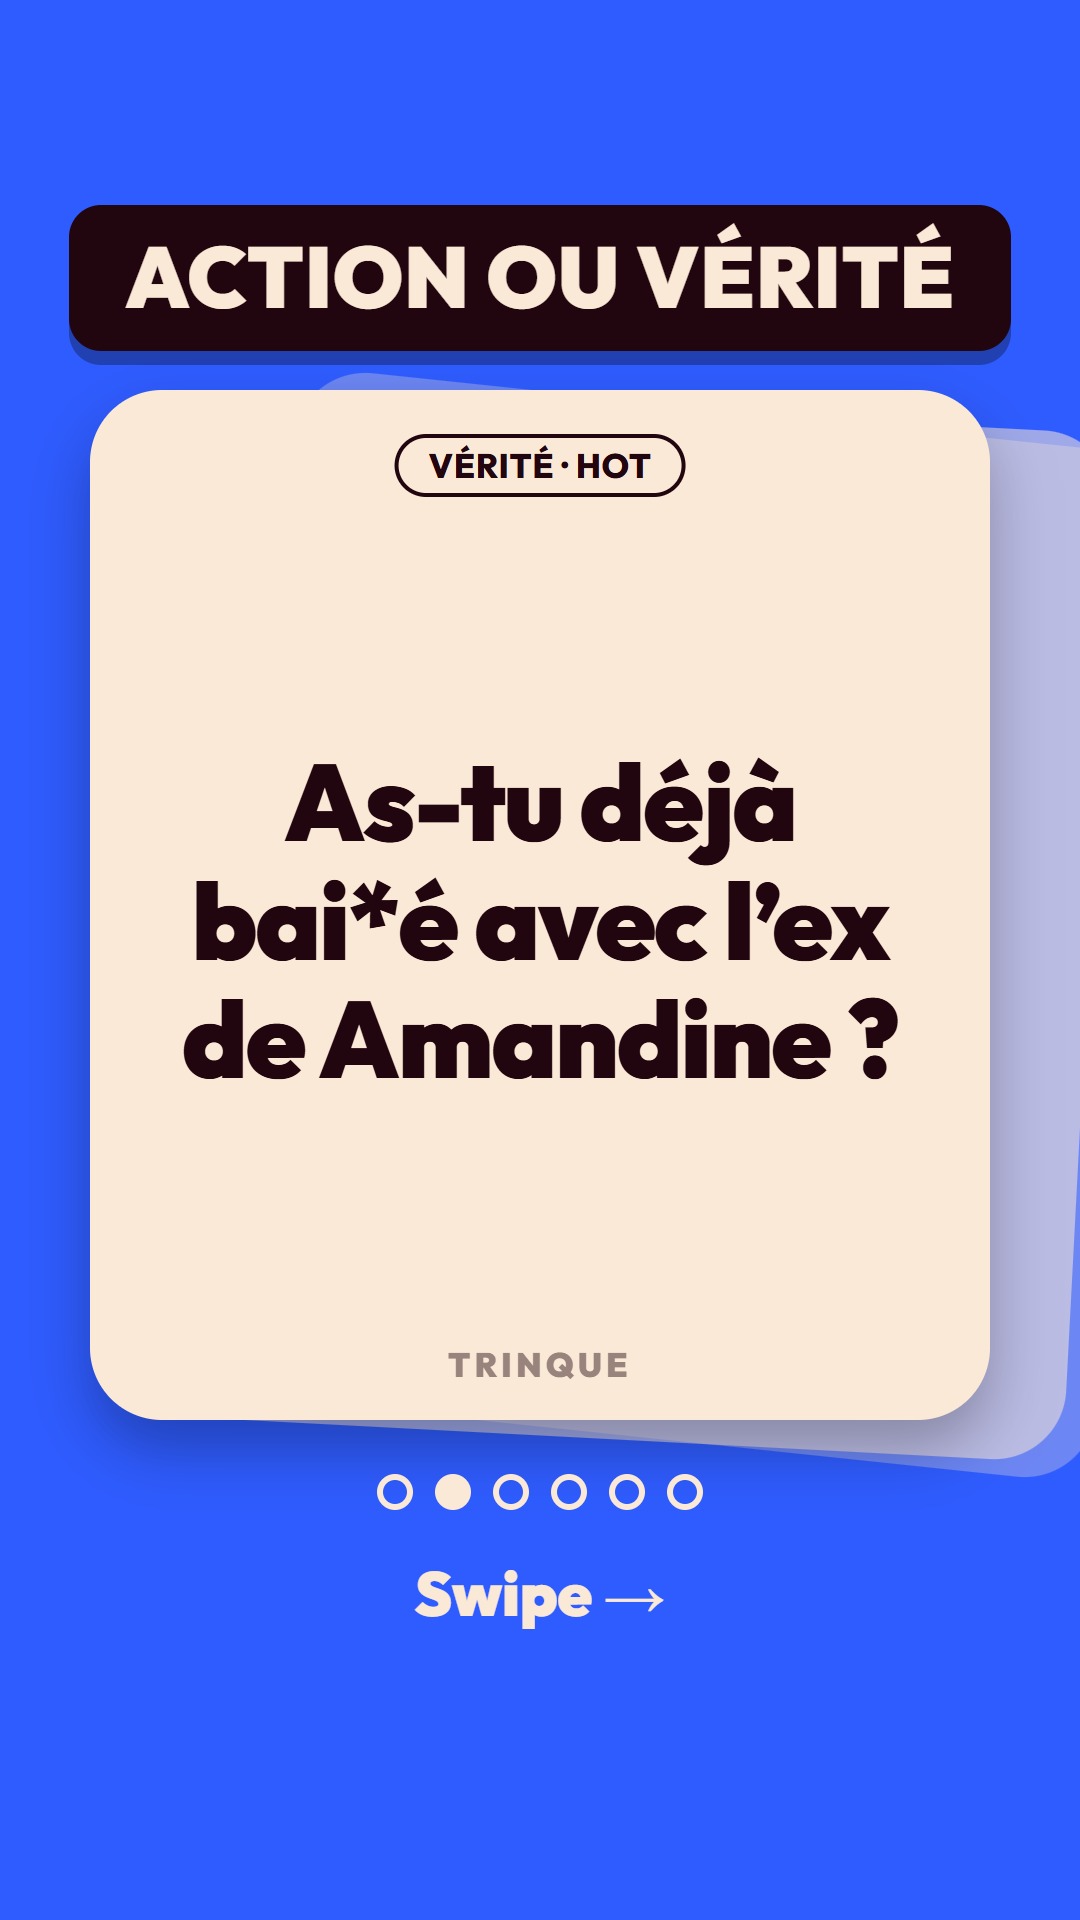 ACTION OU VÉRITÉ
VÉRITÉ · HOT
As-tu déjà
bai*é avec l’ex
de Amandine ?
TRINQUE
Swipe →